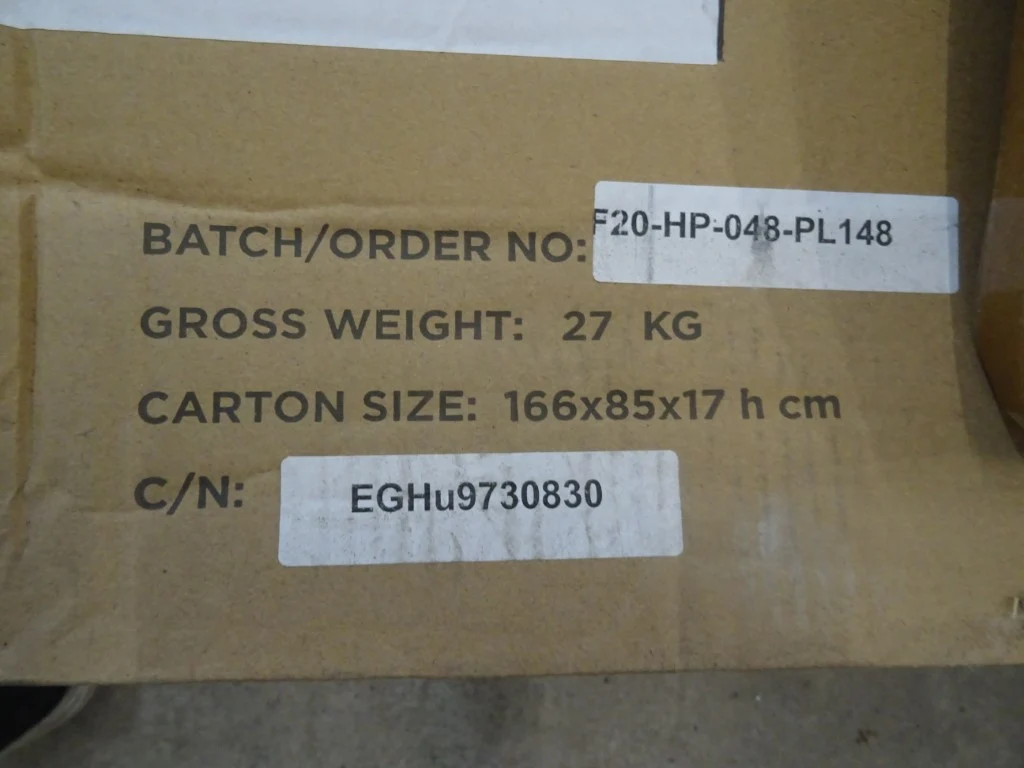 BATCH/ORDER NO: F20-HP-048-PL148
GROSS WEIGHT: 27 KG
CARTON SIZE: 166x85x17 h cm
C/N: EGHu9730830